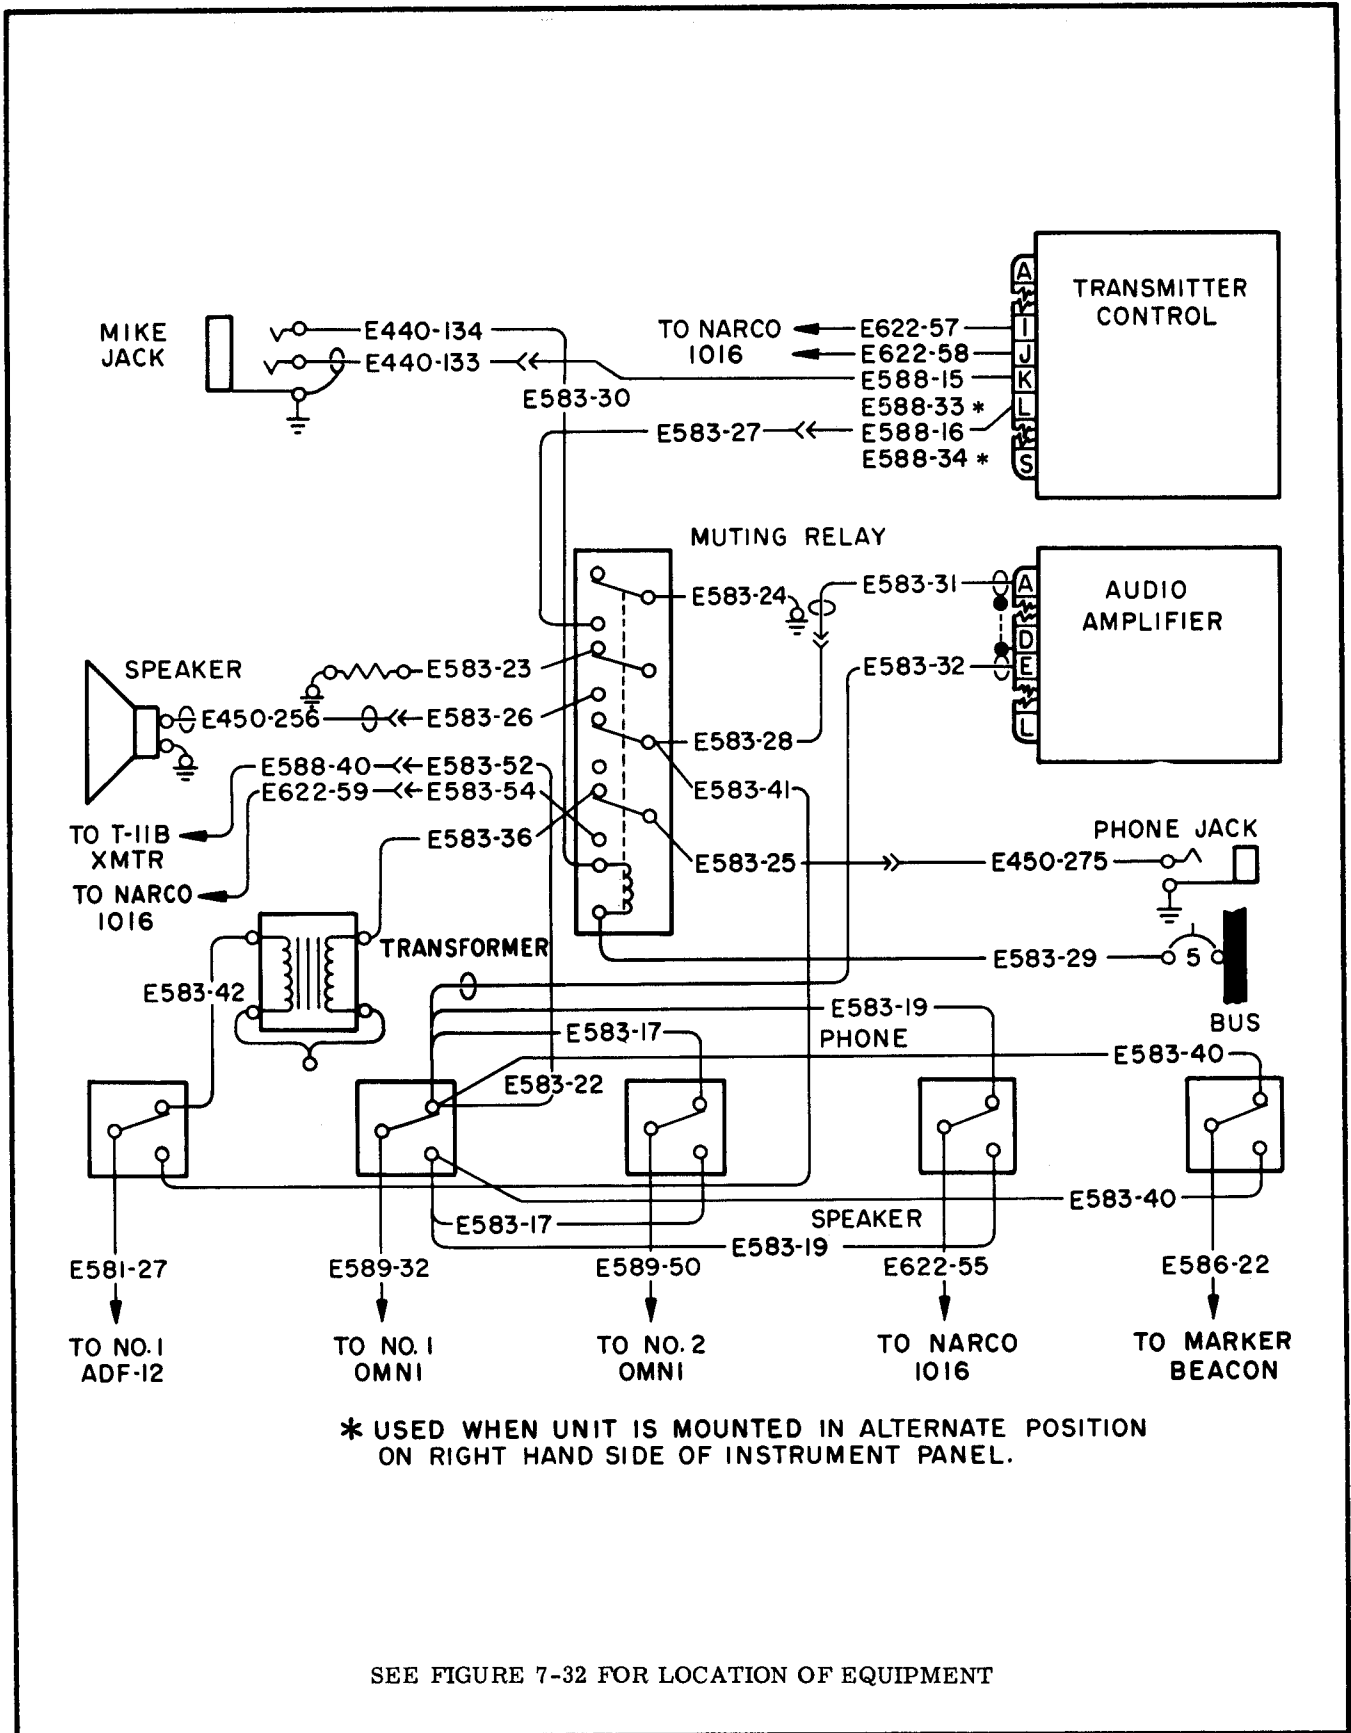 TRANSMITTER
CONTROL
A
I
J
K
L
S
MIKE
JACK
E440-134
E440-133
E583-30
TO NARCO
1016
E622-57
E622-58
E588-15
E588-33 *
E583-27
E588-16
E588-34 *
MUTING RELAY
E583-24
E583-31
E583-32
A
D
E
L
AUDIO
AMPLIFIER
SPEAKER
E583-23
E450-256
E583-26
E583-28
E588-40
E583-52
E622-59
E583-54
E583-41
TO T-11B
XMTR
E583-36
TO NARCO
1016
E583-25
E450-275
PHONE JACK
TRANSFORMER
E583-29
5
BUS
E583-42
E583-19
E583-17
PHONE
E583-40
E583-22
E583-40
SPEAKER
E583-17
E583-19
E581-27
E589-32
E589-50
E622-55
E586-22
TO NO. 1
ADF-12
TO NO. 1
OMNI
TO NO. 2
OMNI
TO NARCO
1016
TO MARKER
BEACON
* USED WHEN UNIT IS MOUNTED IN ALTERNATE POSITION
ON RIGHT HAND SIDE OF INSTRUMENT PANEL.
SEE FIGURE 7-32 FOR LOCATION OF EQUIPMENT